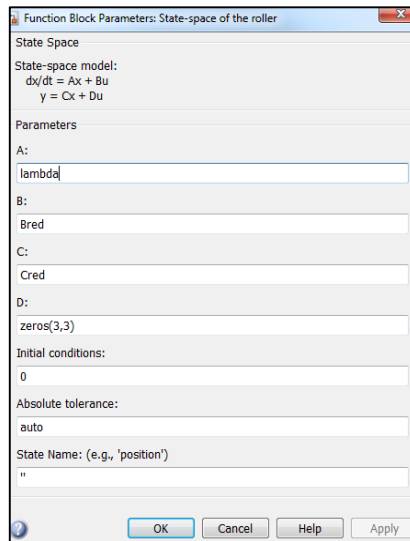 Function Block Parameters: State-space of the roller
State Space
State-space model:
dx/dt = Ax + Bu
y = Cx + Du
Parameters
A:
lambda
B:
Bred
C:
Cred
D:
zeros(3,3)
Initial conditions:
0
Absolute tolerance:
auto
State Name: (e.g., 'position')
''
OK Cancel Help Apply